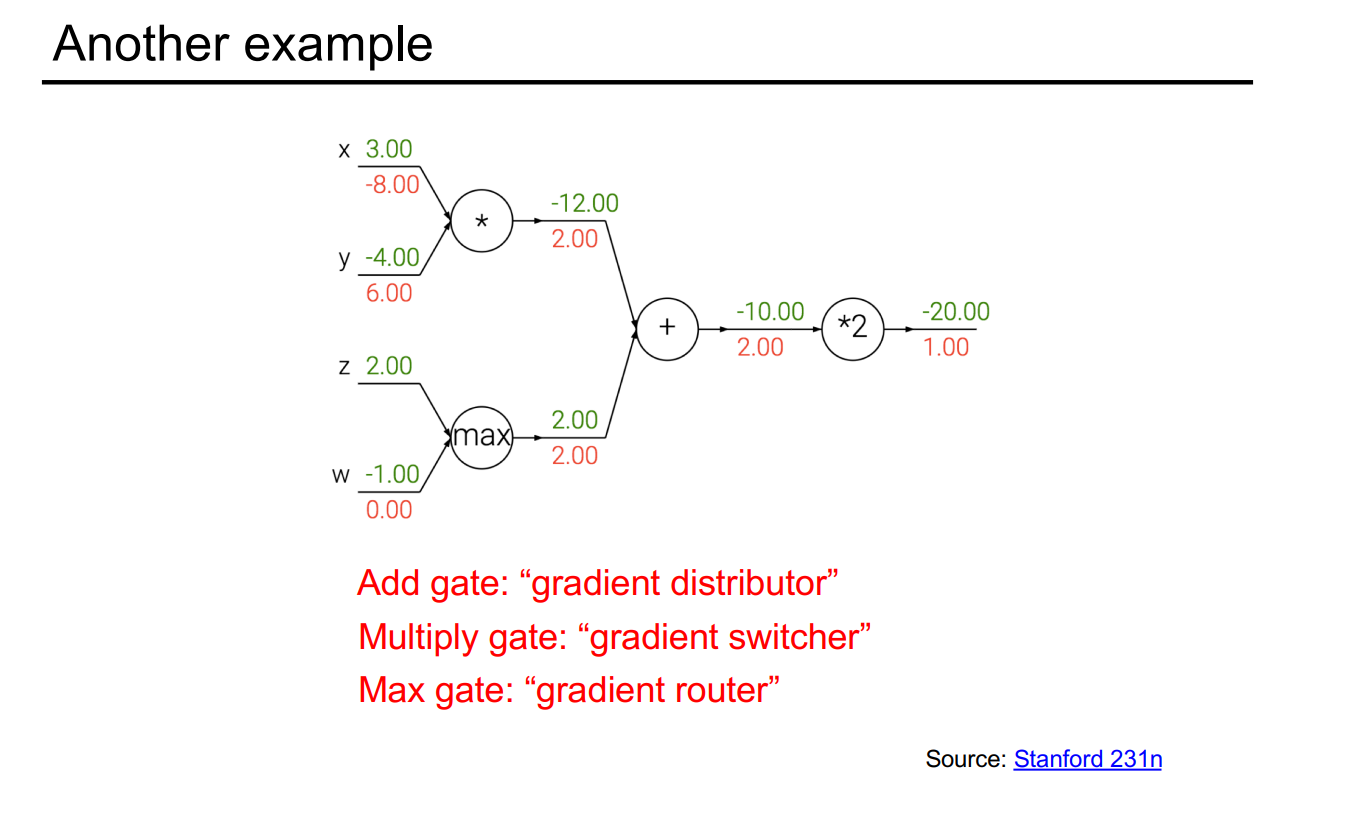 Another example
x 3.00
-8.00
*
-12.00
2.00
y -4.00
6.00
+
-10.00
2.00
*2
-20.00
1.00
z 2.00
max
2.00
2.00
w -1.00
0.00
Add gate: “gradient distributor”
Multiply gate: “gradient switcher”
Max gate: “gradient router”
Source: Stanford 231n